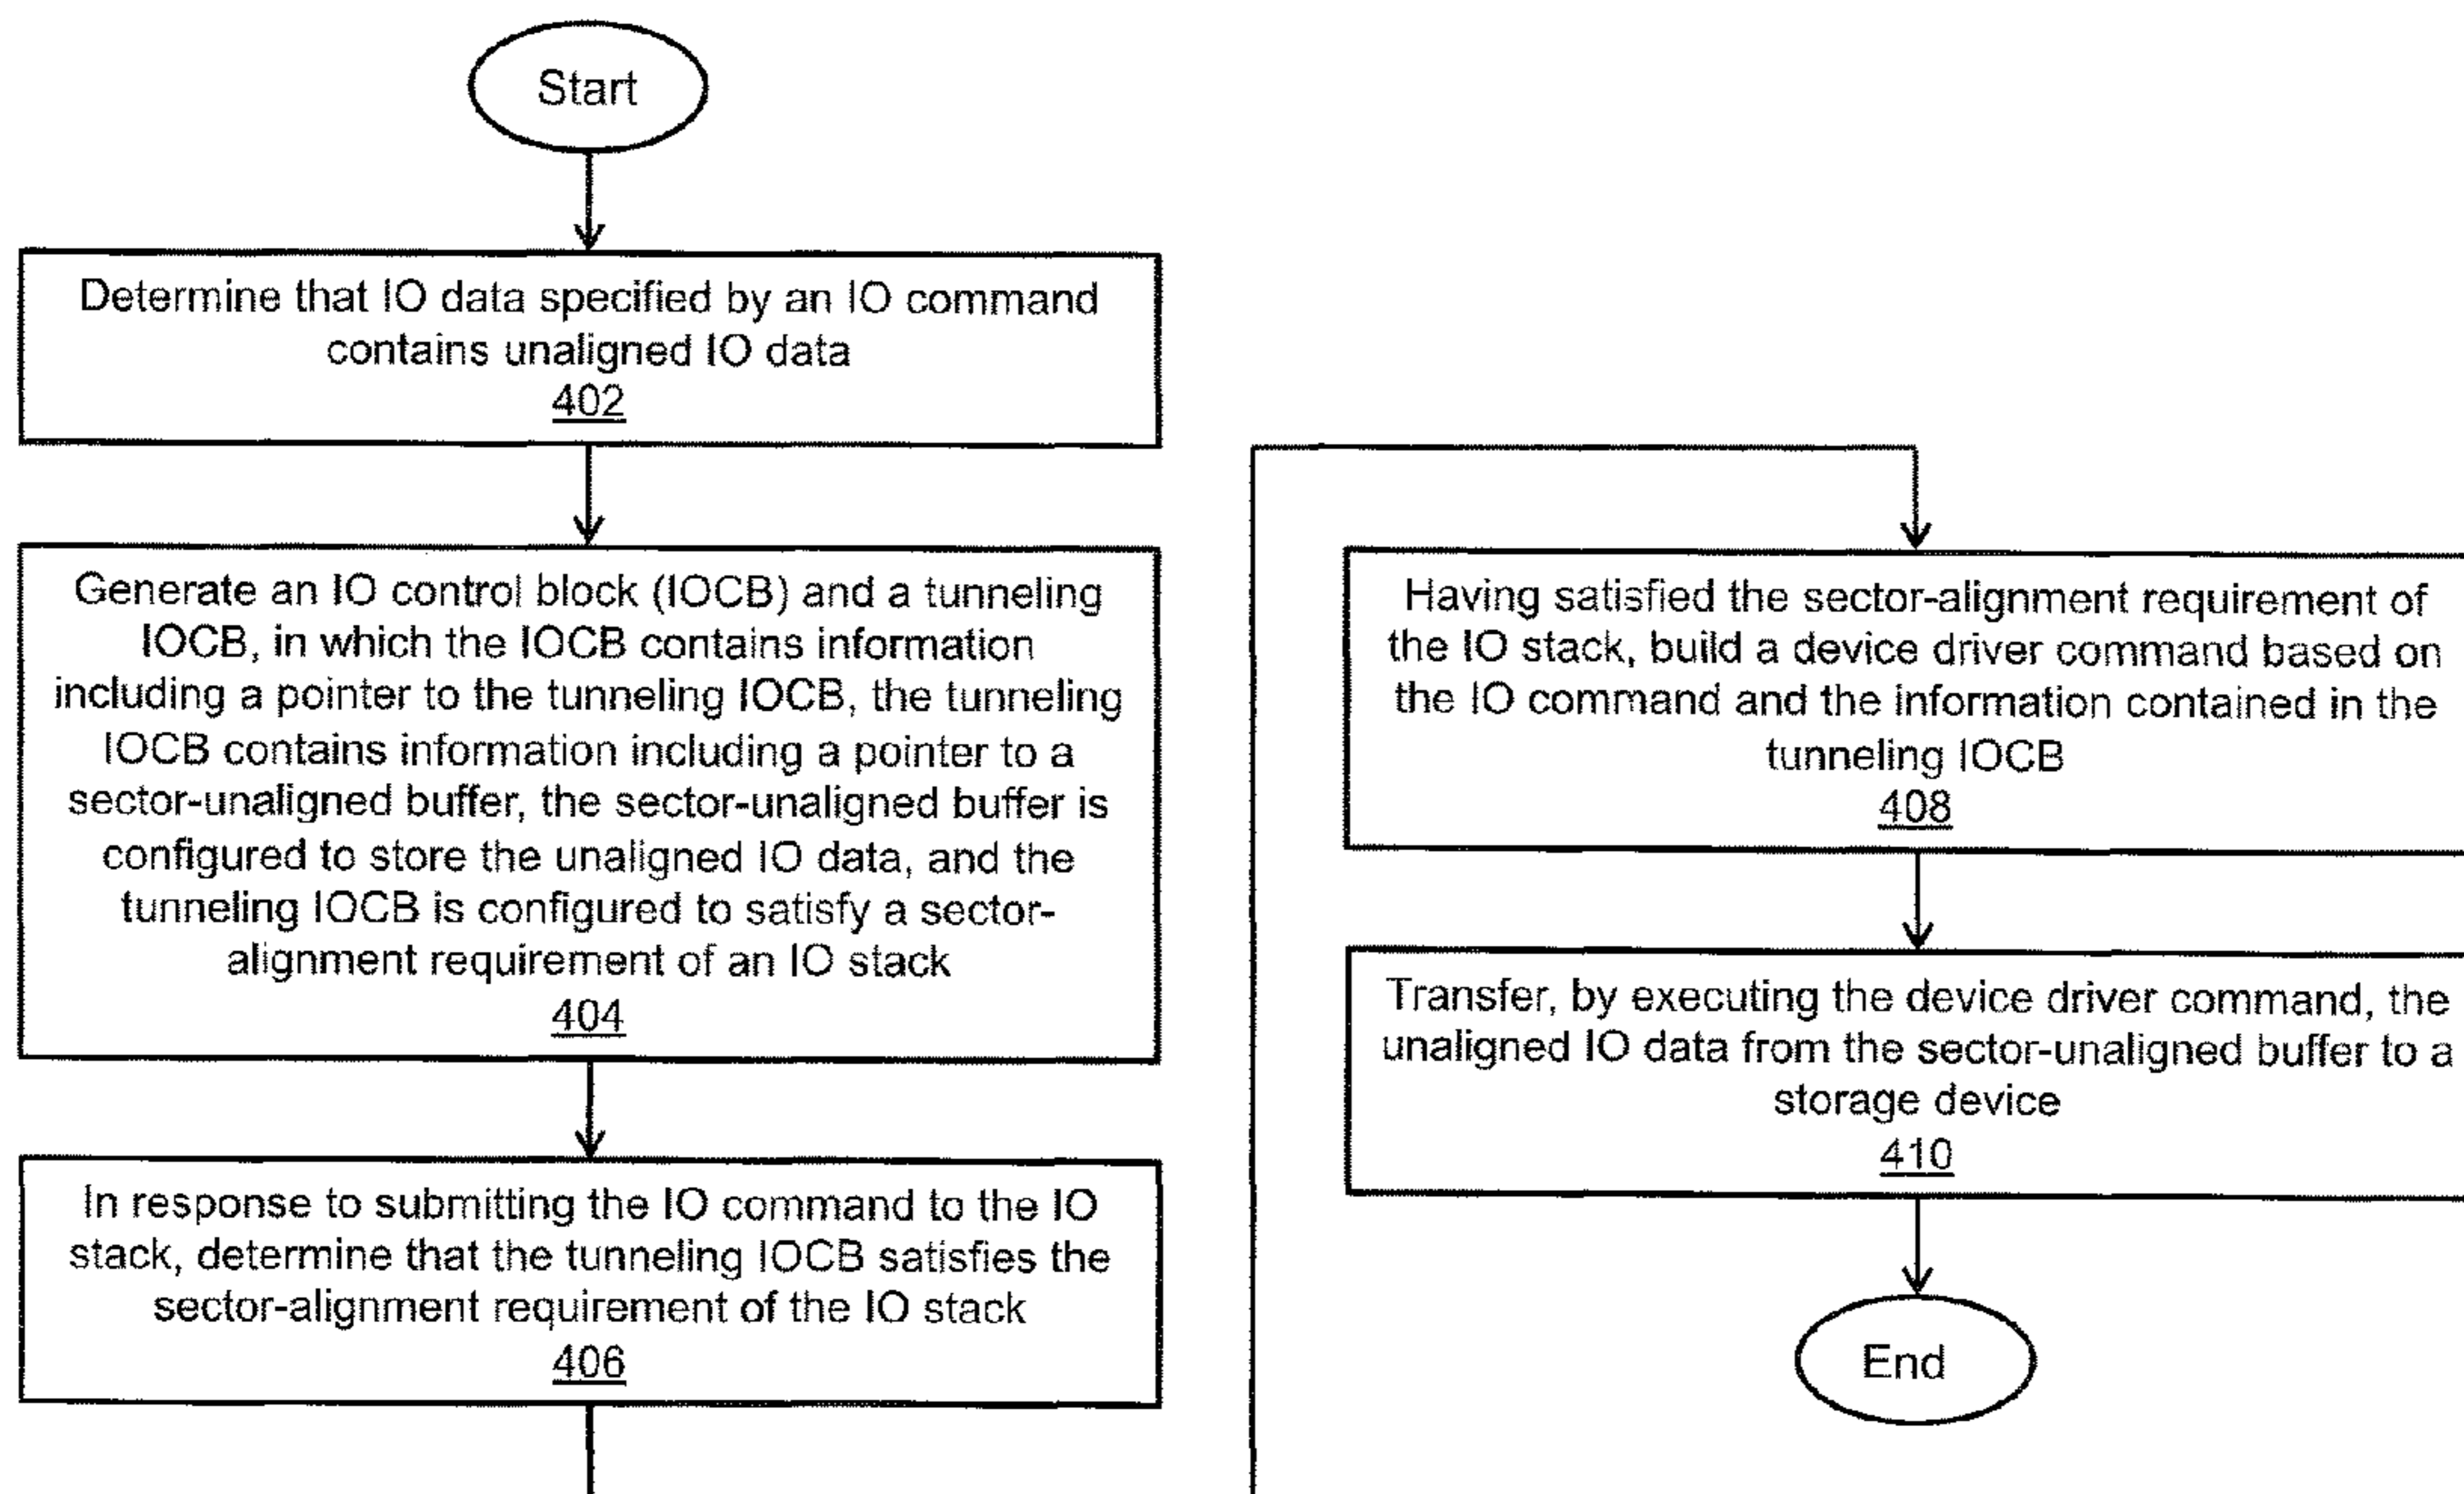 Start
Determine that IO data specified by an IO command
contains unaligned IO data
402
Generate an IO control block (IOCB) and a tunneling
IOCB, in which the IOCB contains information
including a pointer to the tunneling IOCB, the tunneling
IOCB contains information including a pointer to a
sector-unaligned buffer, the sector-unaligned buffer is
configured to store the unaligned IO data, and the
tunneling IOCB is configured to satisfy a sector-
alignment requirement of an IO stack
404
In response to submitting the IO command to the IO
stack, determine that the tunneling IOCB satisfies the
sector-alignment requirement of the IO stack
406
Having satisfied the sector-alignment requirement of
the IO stack, build a device driver command based on
the IO command and the information contained in the
tunneling IOCB
408
Transfer, by executing the device driver command, the
unaligned IO data from the sector-unaligned buffer to a
storage device
410
End